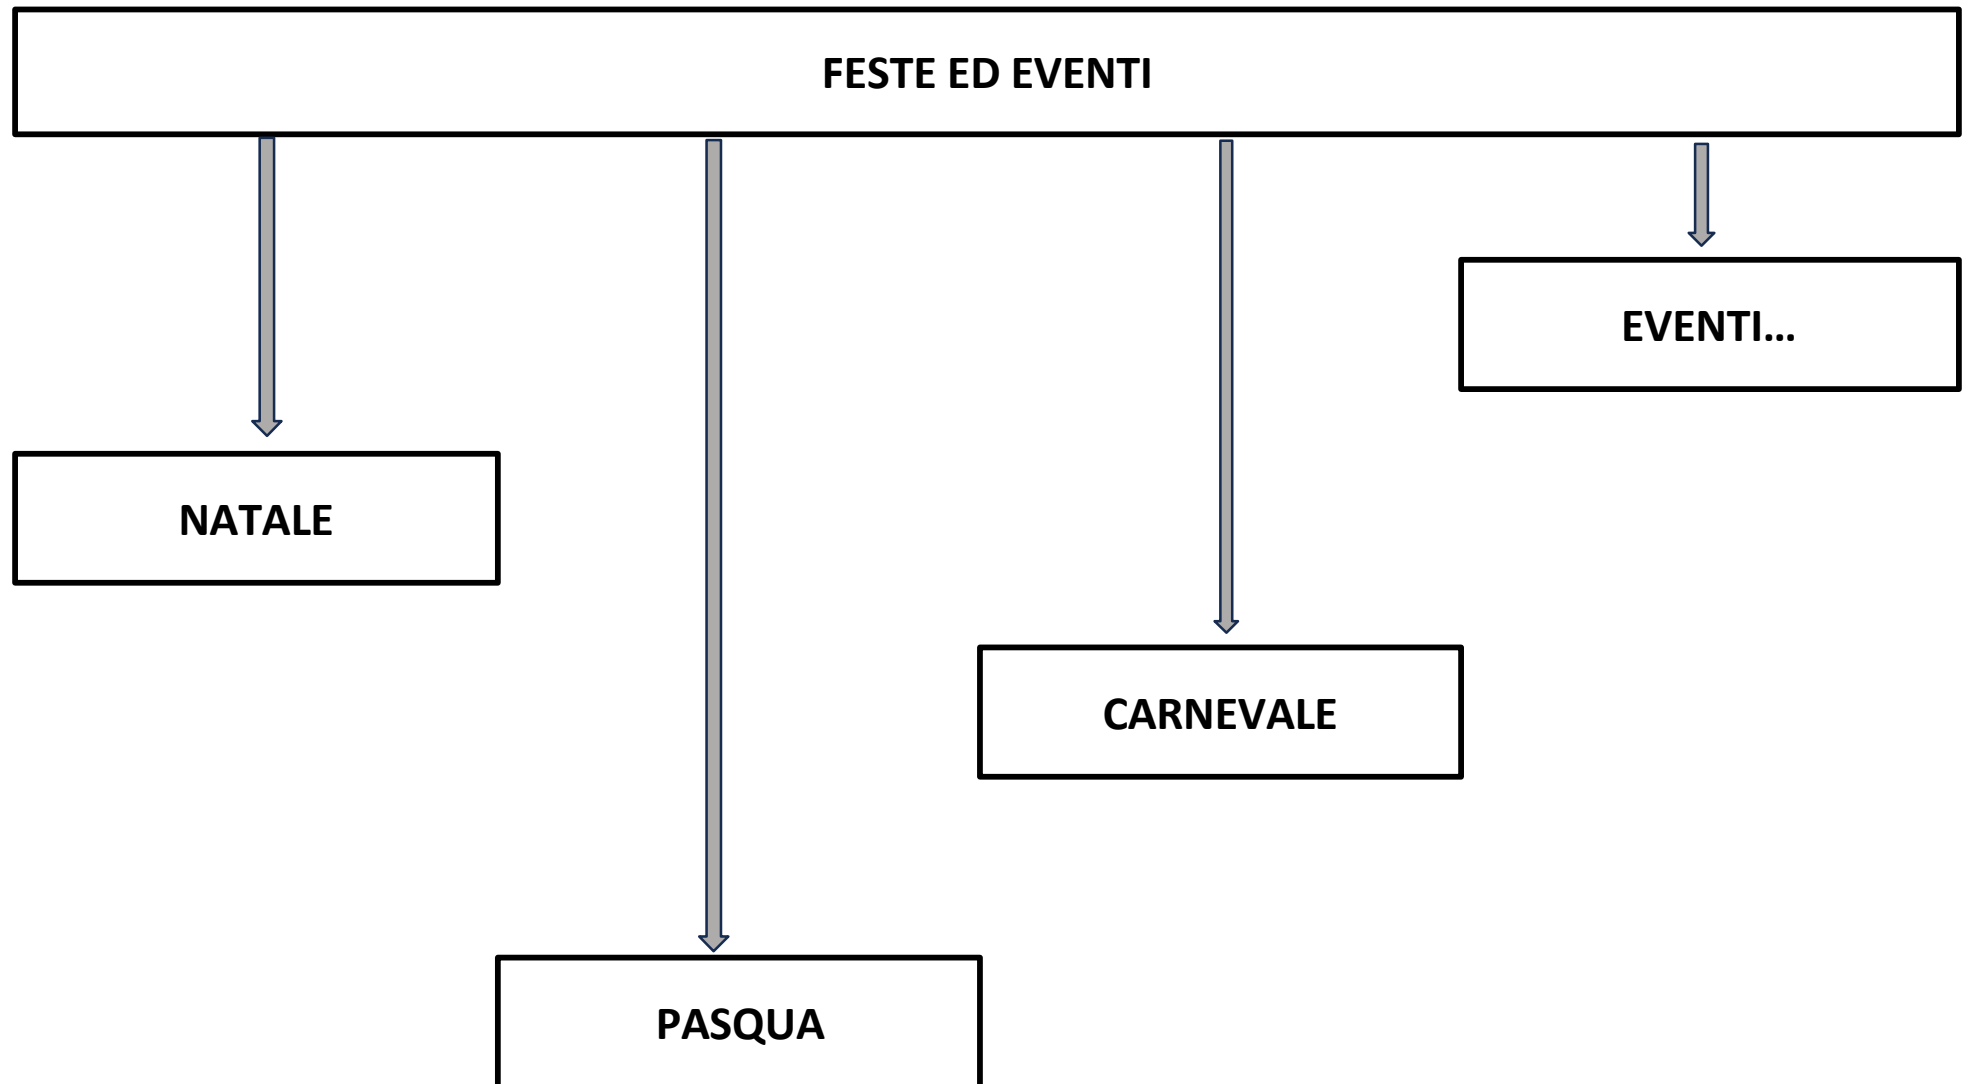 FESTE ED EVENTI
EVENTI…
NATALE
CARNEVALE
PASQUA